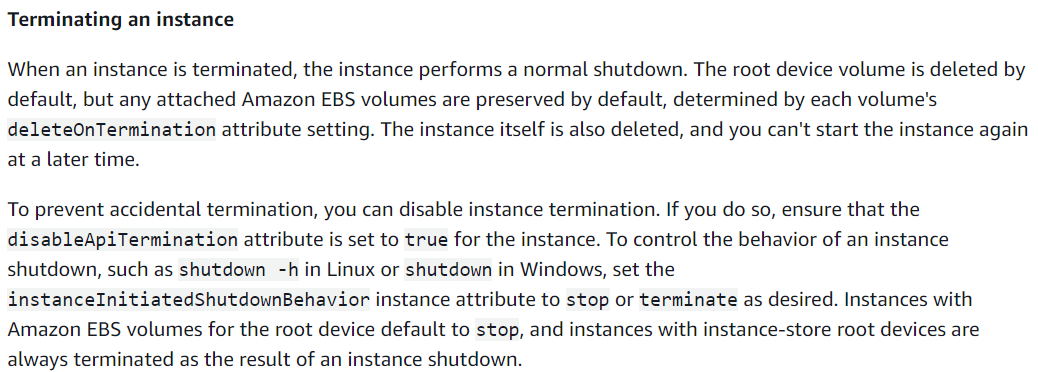 Terminating an instance
When an instance is terminated, the instance performs a normal shutdown. The root device volume is deleted by
default, but any attached Amazon EBS volumes are preserved by default, determined by each volume's
deleteOnTermination attribute setting. The instance itself is also deleted, and you can't start the instance again
at a later time.
To prevent accidental termination, you can disable instance termination. If you do so, ensure that the
disableApiTermination attribute is set to true for the instance. To control the behavior of an instance
shutdown, such as shutdown -h in Linux or shutdown in Windows, set the
instanceInitiatedShutdownBehavior instance attribute to stop or terminate as desired. Instances with
Amazon EBS volumes for the root device default to stop, and instances with instance-store root devices are
always terminated as the result of an instance shutdown.